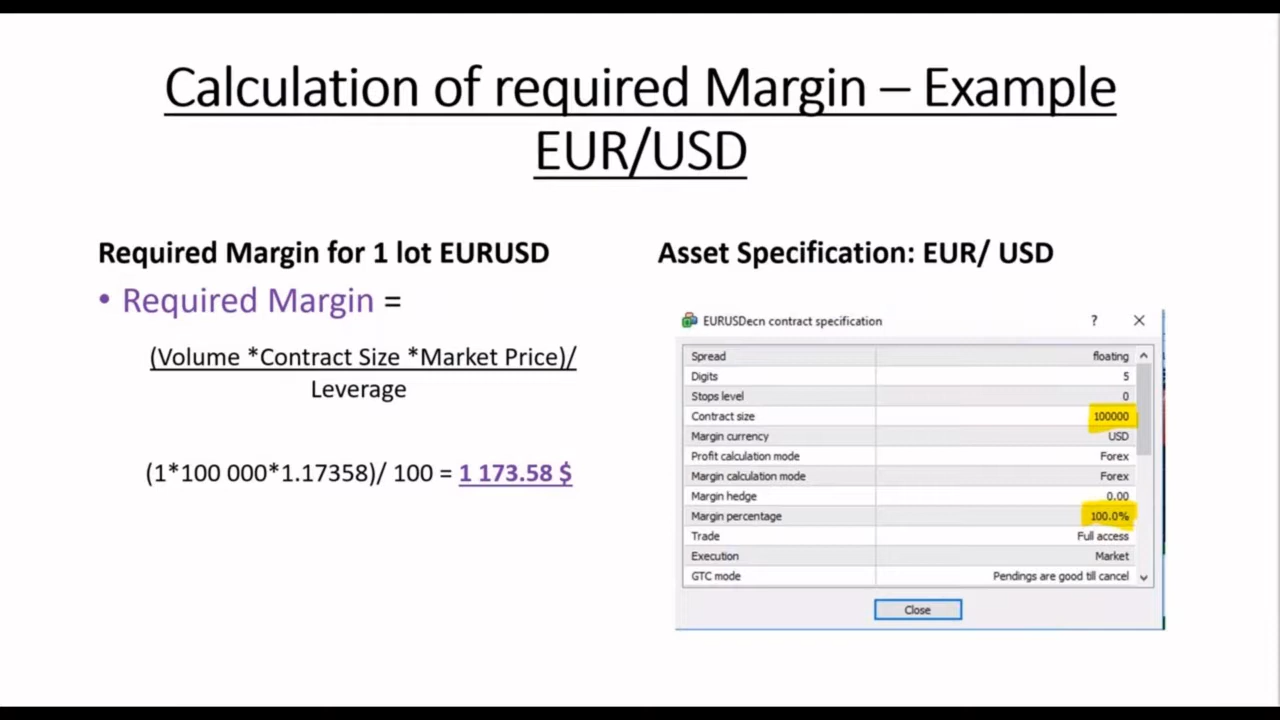 Calculation of required Margin – Example
EUR/USD
Required Margin for 1 lot EURUSD
• Required Margin =
(Volume *Contract Size *Market Price)/
Leverage
(1*100 000*1.17358)/ 100 = 1 173.58 $
Asset Specification: EUR/ USD
EURUSDecn contract specification ? ×
Spread floating
Digits 5
Stops level 0
Contract size 100000
Margin currency USD
Profit calculation mode Forex
Margin calculation mode Forex
Margin hedge 0.00
Margin percentage 100.0%
Trade Full access
Execution Market
GTC mode Pendings are good till cancel
Close